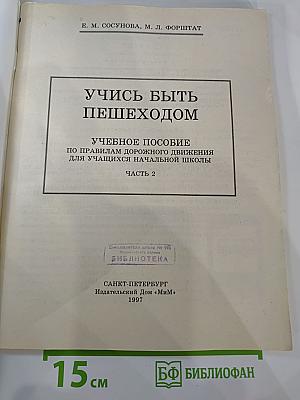 Е. М. СОСУНОВА, М. Л. ФОРШТАТ
УЧИСЬ БЫТЬ
ПЕШЕХОДОМ
УЧЕБНОЕ ПОСОБИЕ
ПО ПРАВИЛАМ ДОРОЖНОГО ДВИЖЕНИЯ
ДЛЯ УЧАЩИХСЯ НАЧАЛЬНОЙ ШКОЛЫ
ЧАСТЬ 2
БИБЛИОТЕКА
САНКТ-ПЕТЕРБУРГ
Издательский Дом «МиМ»
1997
15 см
БФ БИБЛИОФАН